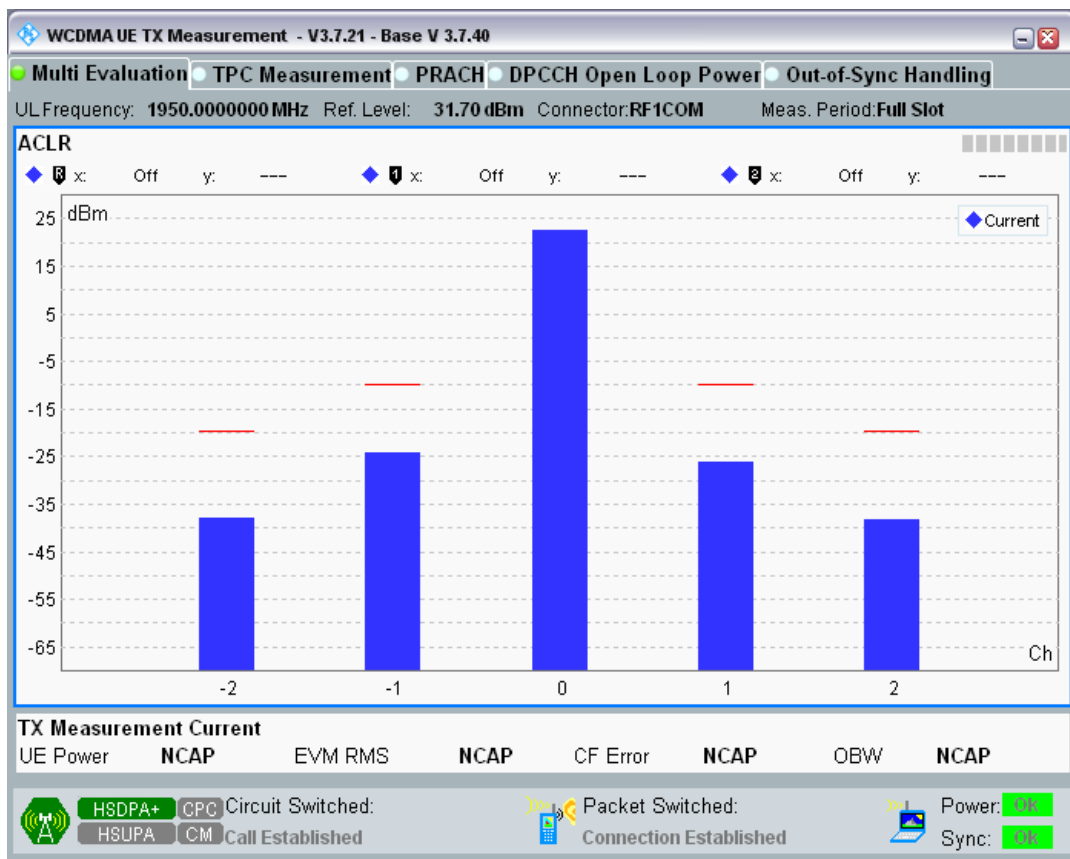 WCDMA UE TX Measurement - V3.7.21 - Base V 3.7.40
Multi Evaluation TPC Measurement PRACH DPCCH Open Loop Power Out-of-Sync Handling
UL Frequency: 1950.0000000 MHz Ref. Level: 31.70 dBm Connector:RF1COM Meas. Period:Full Slot
ACLR
R x: Off y: --- 1 x: Off y: --- 2 x: Off y: ---
dBm
Current
25
15
5
-5
-15
-25
-35
-45
-55
-65
Ch
-2 -1 0 1 2
TX Measurement Current
UE Power NCAP EVM RMS NCAP CF Error NCAP OBW NCAP
HSDPA+ CPC Circuit Switched: Packet Switched: Power: OK
HSUPA CM Call Established Connection Established Sync: OK